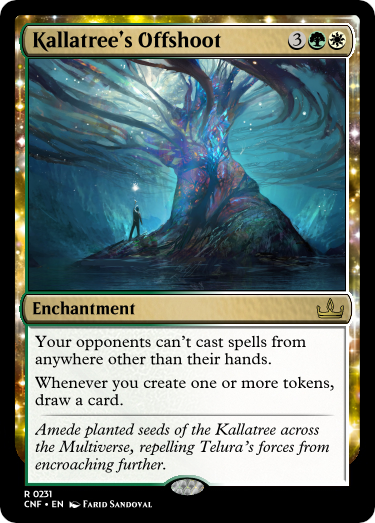 Kallatree's Offshoot 3
Enchantment
Your opponents can't cast spells from
anywhere other than their hands.
Whenever you create one or more tokens,
draw a card.
Amede planted seeds of the Kallatree across
the Multiverse, repelling Telura's forces from
encroaching further.
R 0231
CNF • EN Farid Sandoval